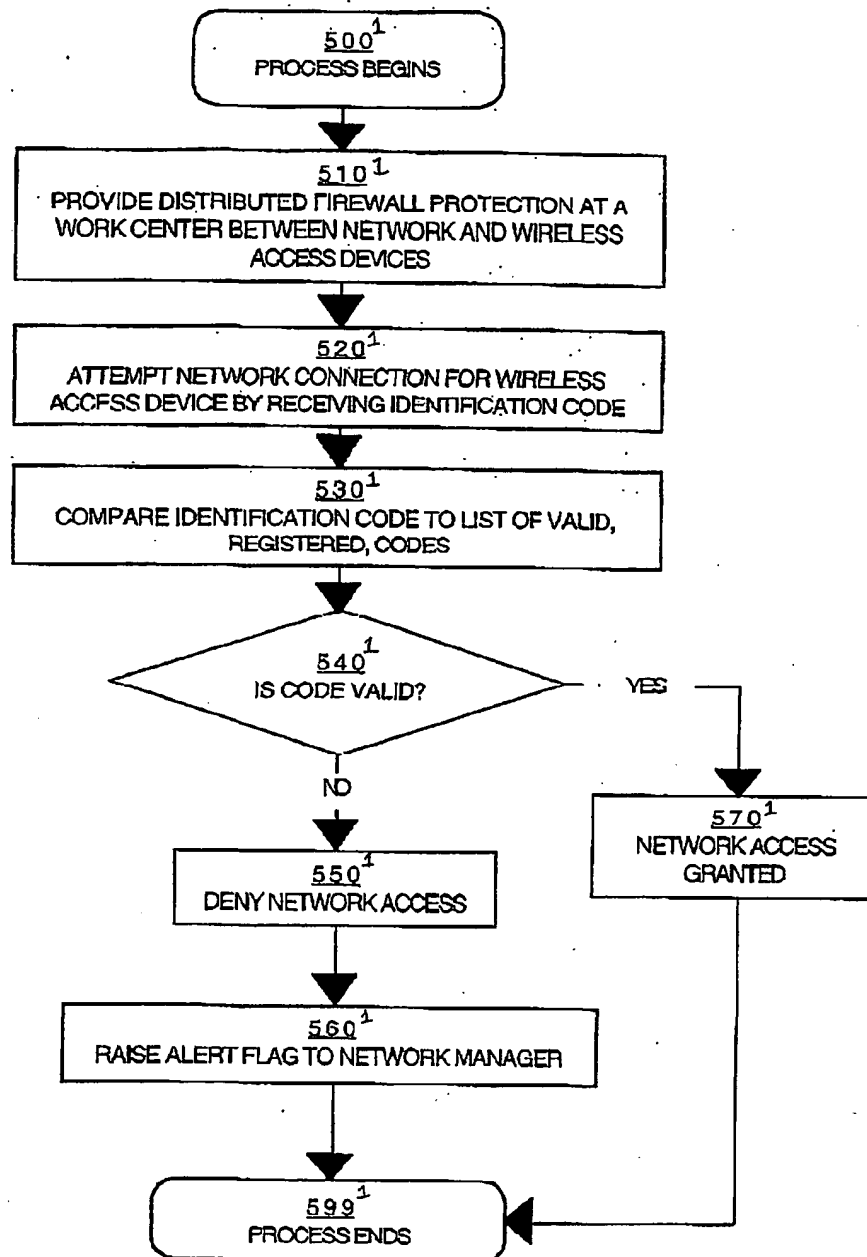 500¹
PROCESS BEGINS
510¹
PROVIDE DISTRIBUTED FIREWALL PROTECTION AT A
WORK CENTER BETWEEN NETWORK AND WIRELESS
ACCESS DEVICES
520¹
ATTEMPT NETWORK CONNECTION FOR WIRELESS
ACCESS DEVICE BY RECEIVING IDENTIFICATION CODE
530¹
COMPARE IDENTIFICATION CODE TO LIST OF VALID,
REGISTERED, CODES
540¹
IS CODE VALID?
YES
NO
550¹
DENY NETWORK ACCESS
570¹
NETWORK ACCESS
GRANTED
560¹
RAISE ALERT FLAG TO NETWORK MANAGER
599¹
PROCESS ENDS